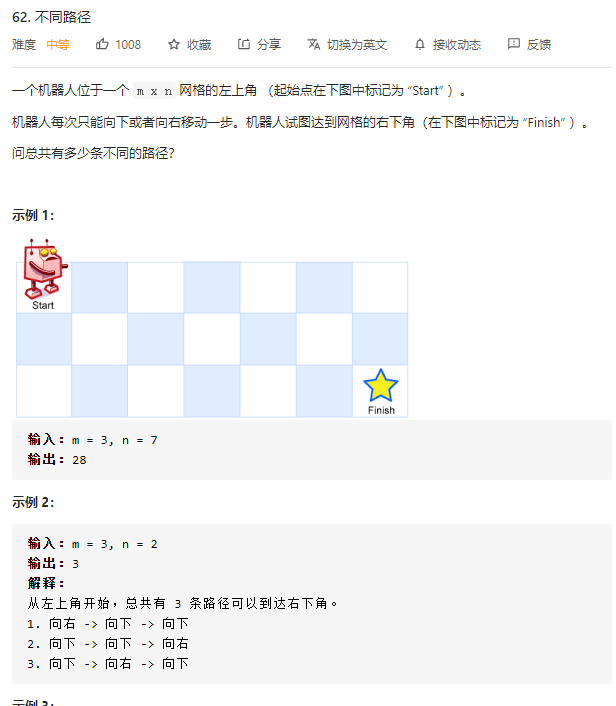 62. 不同路径
难度 中等 1008 收藏 分享 切换为英文 接收动态 反馈
一个机器人位于一个 m x n 网格的左上角 （起始点在下图中标记为 “Start” ）。
机器人每次只能向下或者向右移动一步。机器人试图达到网格的右下角（在下图中标记为 “Finish” ）。
问总共有多少条不同的路径？
示例 1：
Start
Finish
输入：m = 3, n = 7
输出：28
示例 2：
输入：m = 3, n = 2
输出：3
解释：
从左上角开始，总共有 3 条路径可以到达右下角。
1. 向右 -> 向下 -> 向下
2. 向下 -> 向下 -> 向右
3. 向下 -> 向右 -> 向下
示例 3：